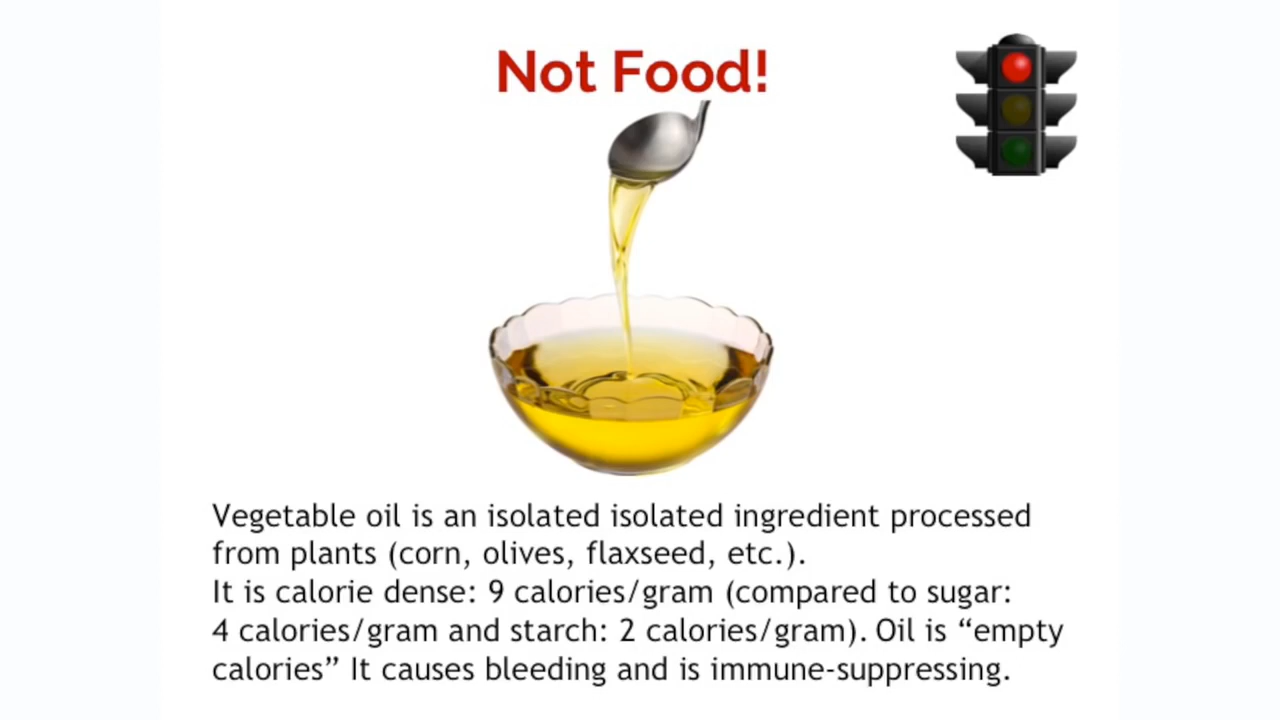 Not Food!
Vegetable oil is an isolated isolated ingredient processed
from plants (corn, olives, flaxseed, etc.).
It is calorie dense: 9 calories/gram (compared to sugar:
4 calories/gram and starch: 2 calories/gram). Oil is “empty
calories” It causes bleeding and is immune-suppressing.